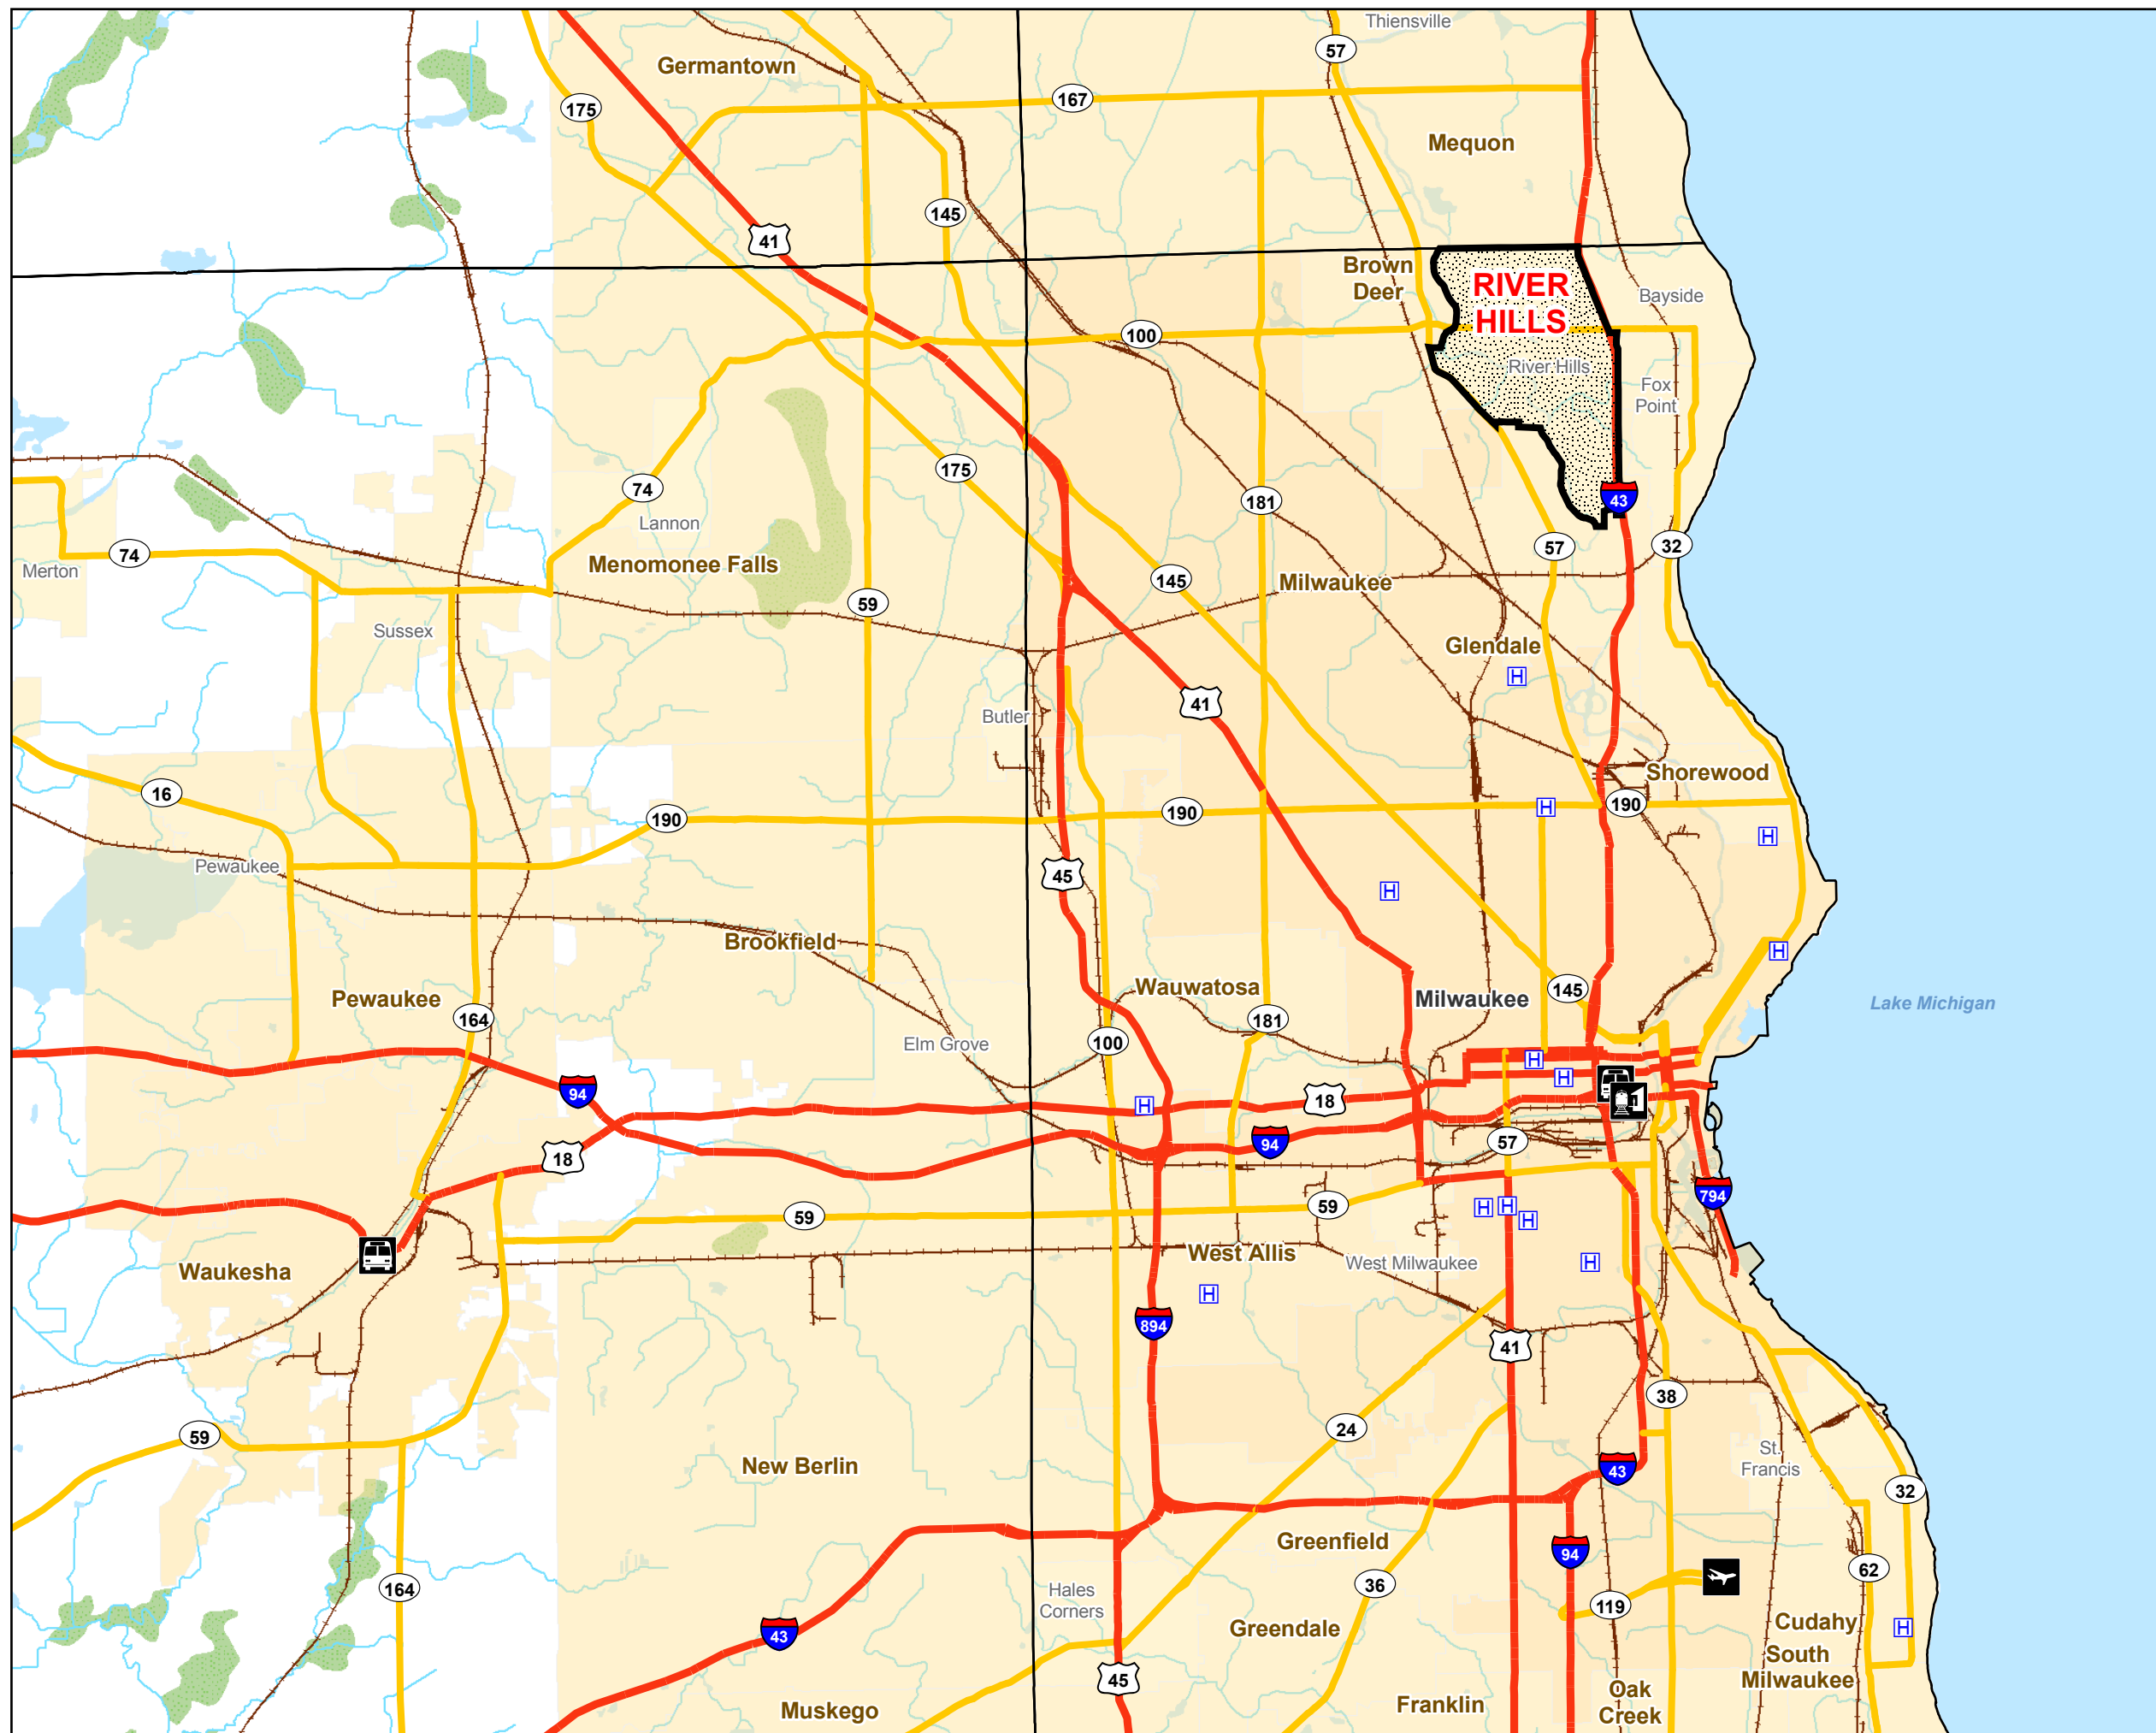 Thiensville
57
Germantown
175
167
Mequon
145
41
Brown
Deer
RIVER
HILLS
Bayside
100
River Hills
Fox
Point
175
74
181
43
Lannon
74
57
32
Merton
Menomonee Falls
145
Milwaukee
59
Sussex
Glendale
41
Butler
Shorewood
16
190
190
190
H
H
Pewaukee
45
H
Brookfield
H
Wauwatosa
145
Pewaukee
Milwaukee
Lake Michigan
164
181
Elm Grove
100
H
H
94
H
18
H
94
57
18
794
59
59
H
H
H
West Allis
West Milwaukee
H
Waukesha
H
894
41
38
24
59
St.
Francis
New Berlin
43
32
Greenfield
94
62
Hales
Corners
36
164
119
Cudahy
H
Greendale
43
South
Milwaukee
45
Oak
Creek
Franklin
Muskego